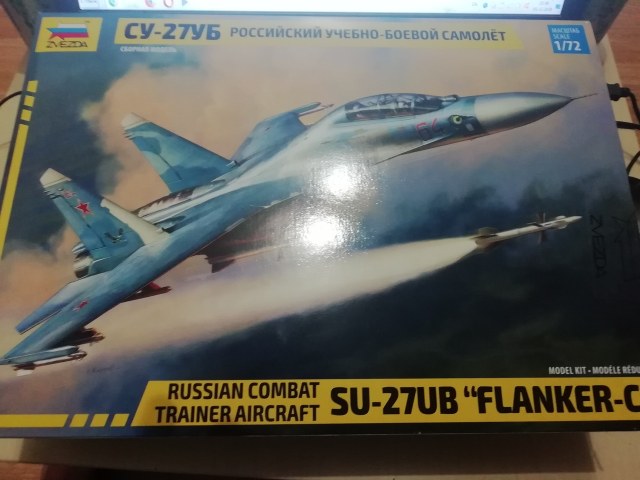 ZVEZDA
СУ-27УБ РОССИЙСКИЙ УЧЕБНО-БОЕВОЙ САМОЛЁТ
СБОРНАЯ МОДЕЛЬ
МАСШТАБ
SCALE
1/72
ZVEZDA
MODEL KIT • MODÈLE RÉDU
RUSSIAN COMBAT
TRAINER AIRCRAFT
SU-27UB "FLANKER-C